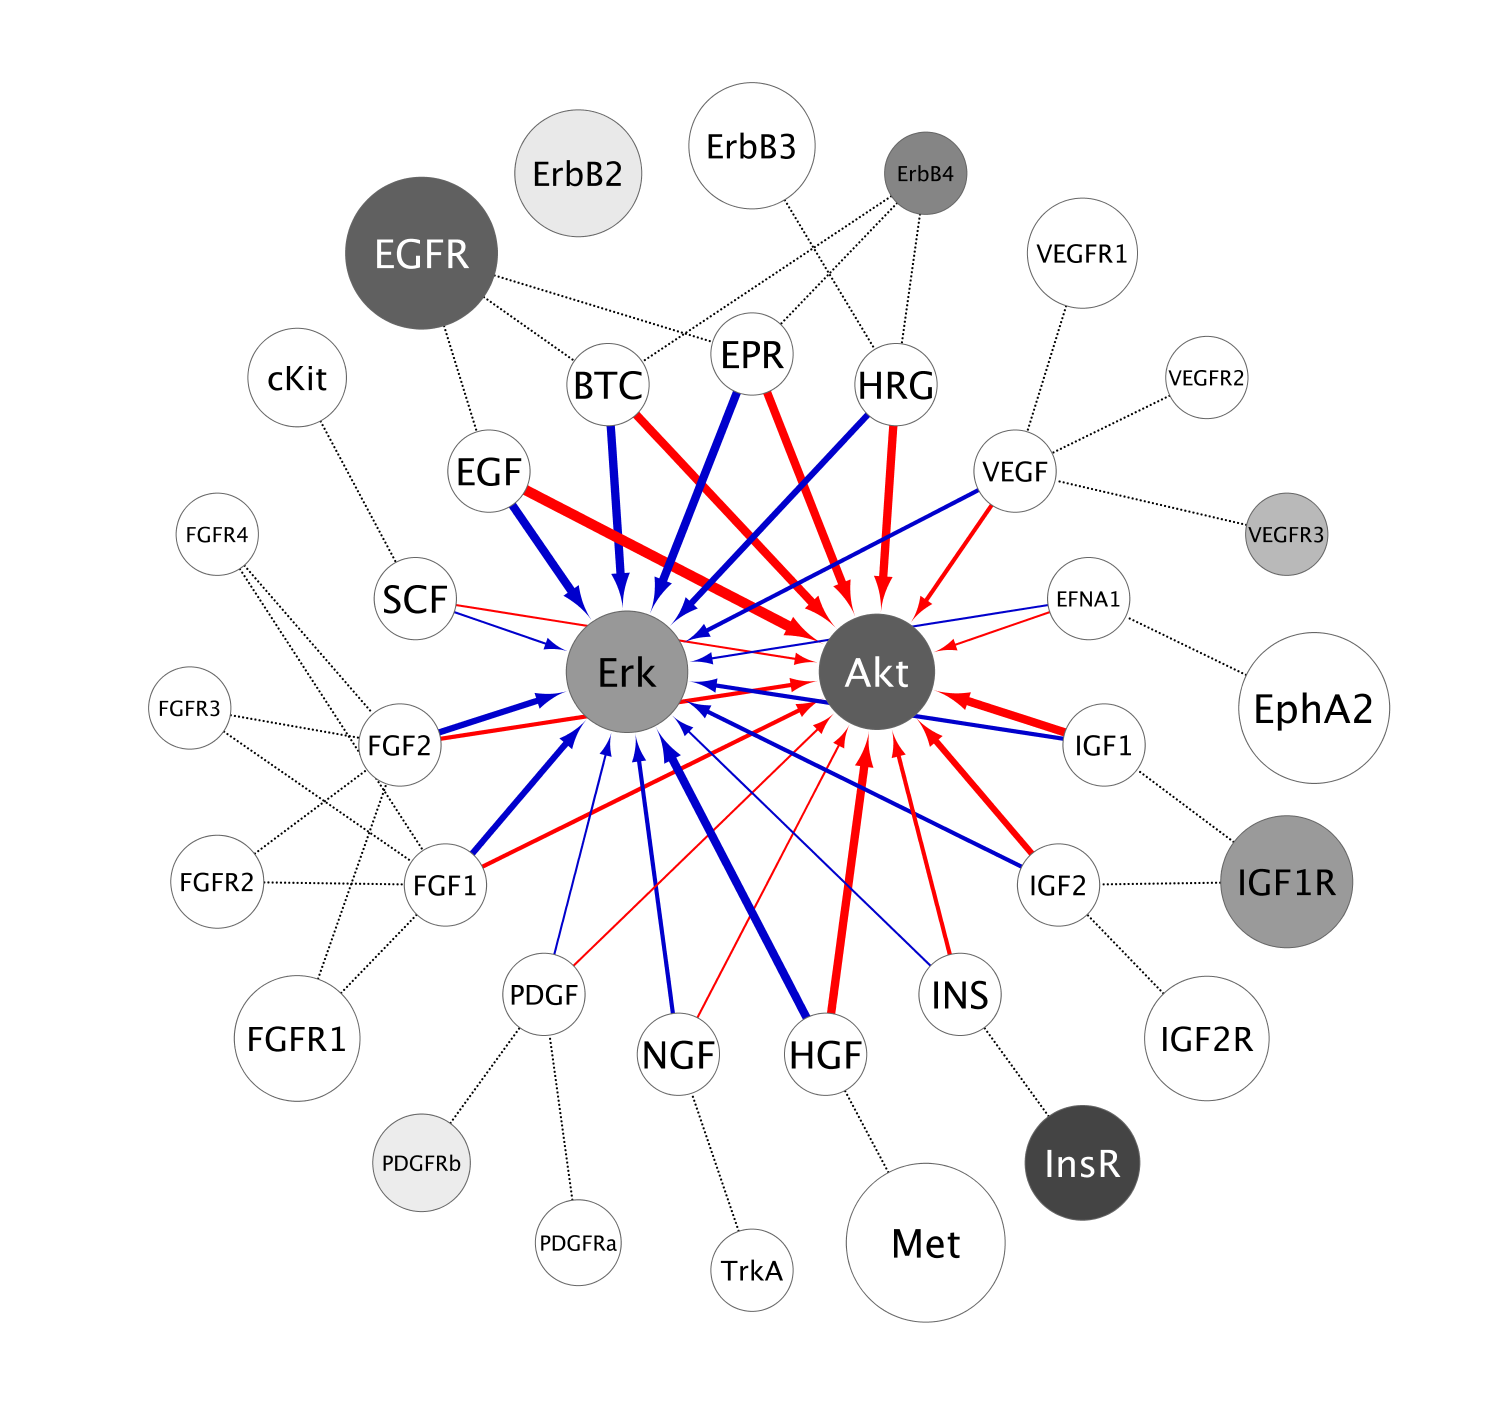 ErbB3
ErbB2
ErbB4
EGFR
VEGFR1
EPR
cKit
BTC
HRG
VEGFR2
EGF
VEGF
FGFR4
VEGFR3
SCF
EFNA1
Erk
Akt
FGFR3
EphA2
FGF2
IGF1
FGFR2
FGF1
IGF2
IGF1R
PDGF
INS
FGFR1
NGF
HGF
IGF2R
PDGFRb
InsR
PDGFRa
Met
TrkA